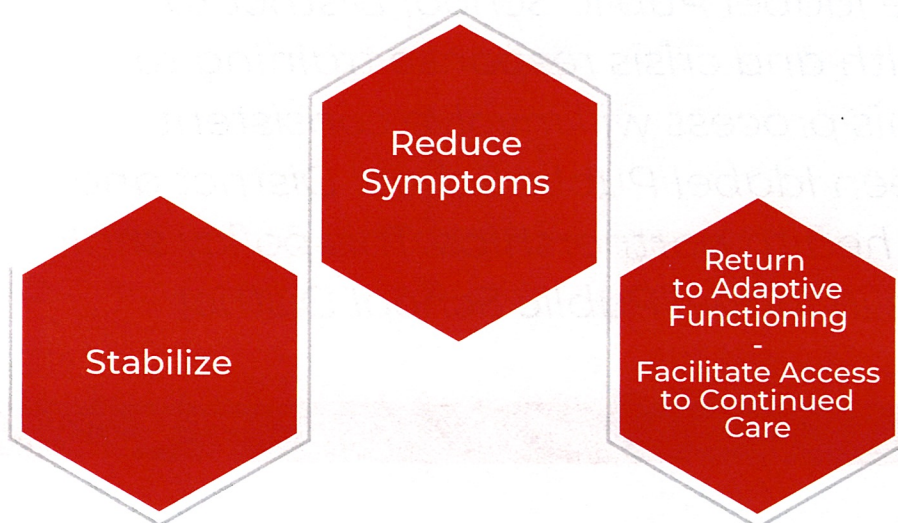 Stabilize
Reduce
Symptoms
Return
to Adaptive
Functioning
-
Facilitate Access
to Continued
Care